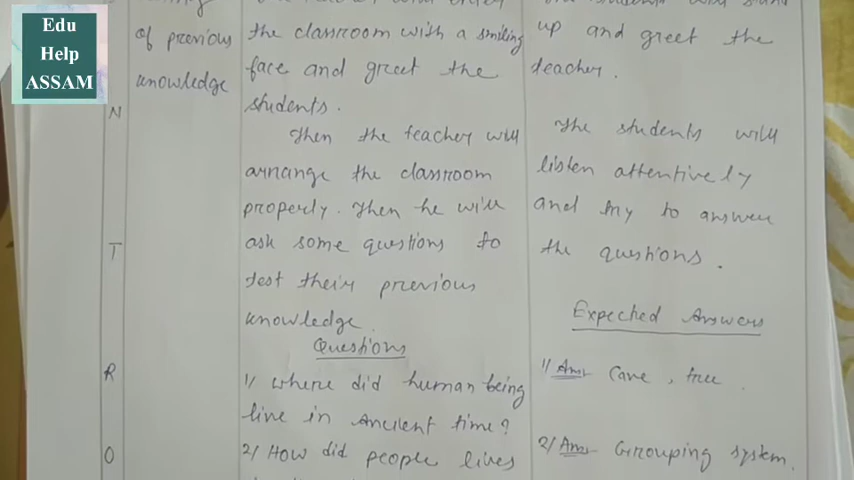 Edu
Help
ASSAM
of previous
knowledge
N
T
R
O
the classroom with a smiling
face and greet the
students.
Then the teacher will
arrange the classroom
properly. Then he will
ask some questions to
test their previous
knowledge.
Questions
1/ where did human being
live in Ancient time?
2/ How did people lives
up and greet the
teacher.
The students will
listen attentively
and try to answer
the questions.
Expected Answers
1/ Ans- Cave, tree.
2/ Ans- Grouping system.